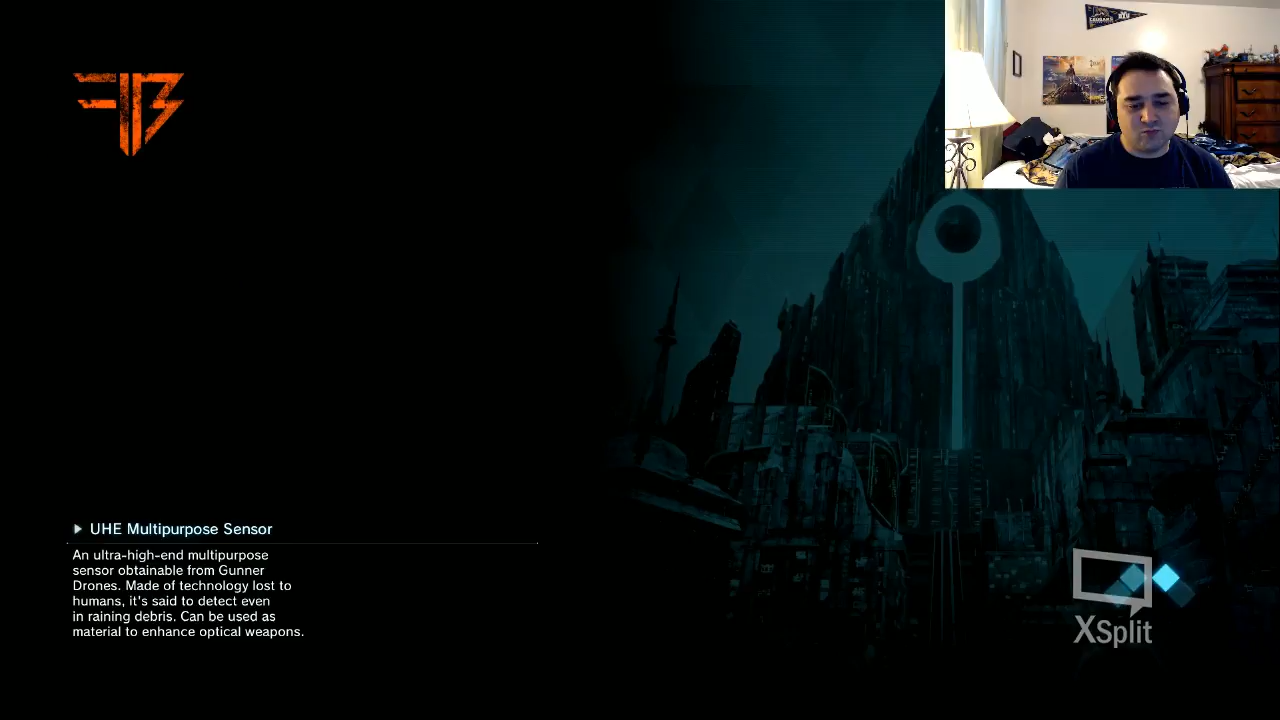 FB
UHE Multipurpose Sensor
An ultra-high-end multipurpose
sensor obtainable from Gunner
Drones. Made of technology lost to
humans, it's said to detect even
in raining debris. Can be used as
material to enhance optical weapons.
XSplit